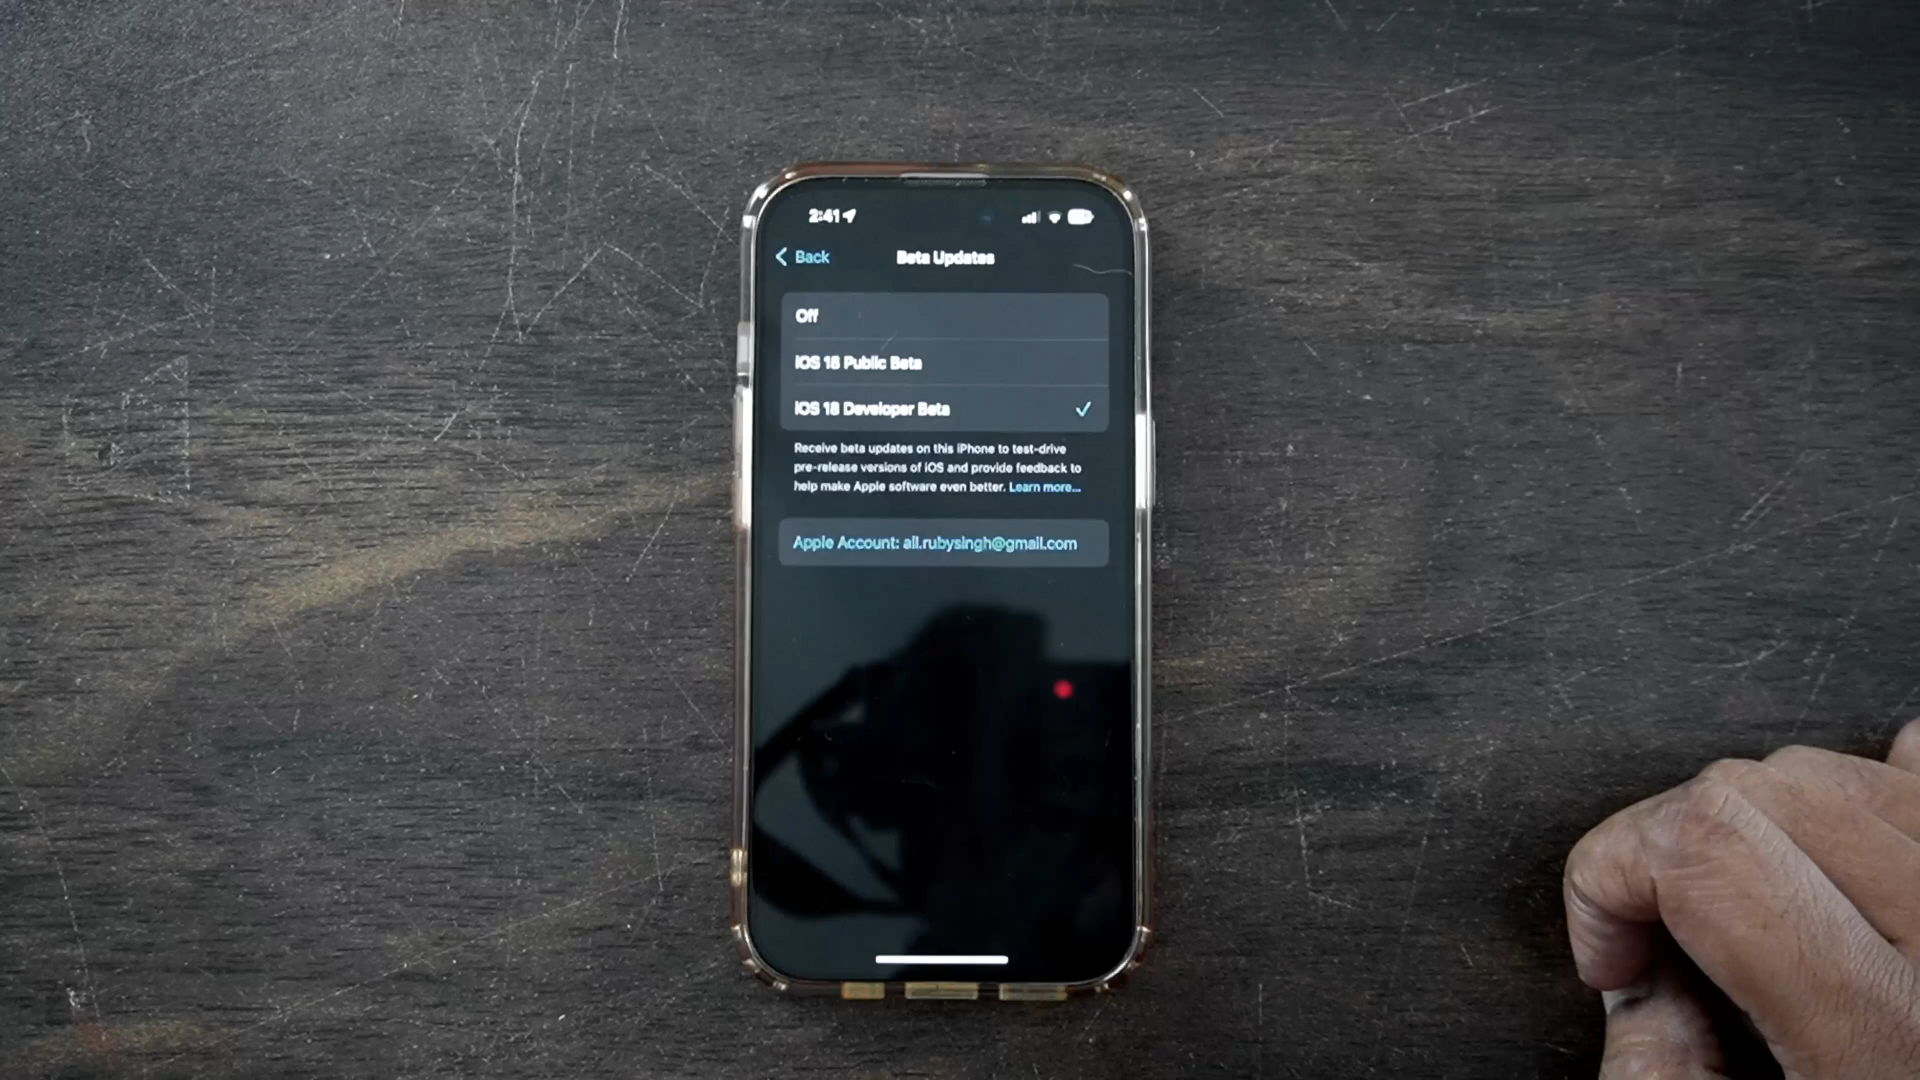 2:41
Back
Beta Updates
Off
iOS 18 Public Beta
iOS 18 Developer Beta
Receive beta updates on this iPhone to test-drive
pre-release versions of iOS and provide feedback to
help make Apple software even better. Learn more...
Apple Account: all.rubysingh@gmail.com